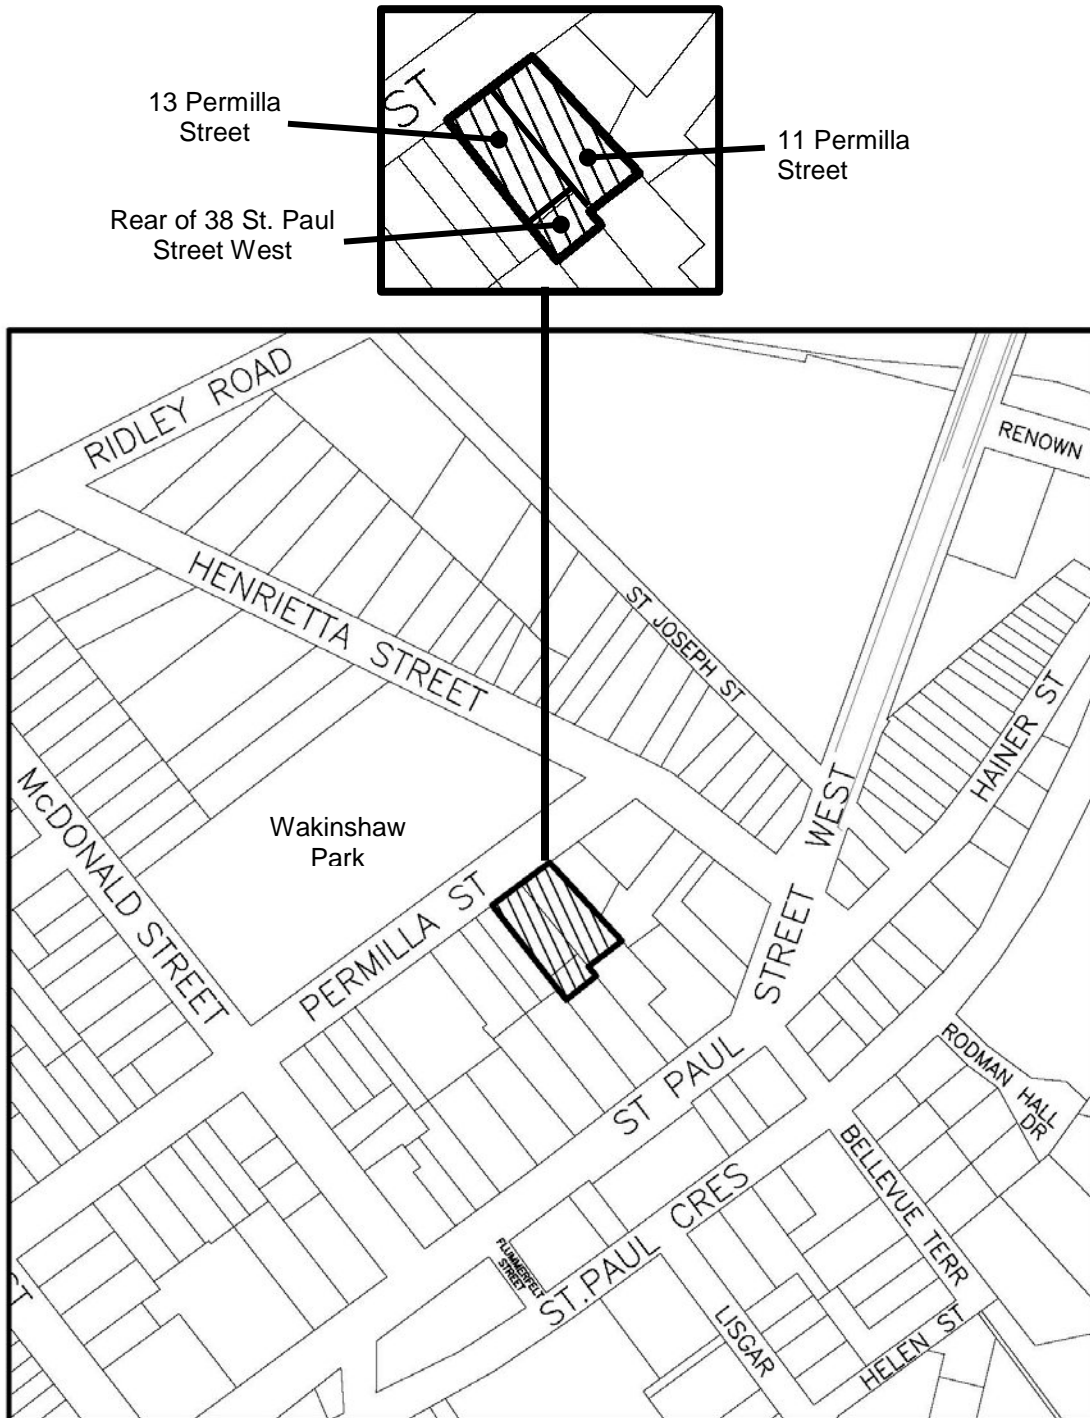 ST
13 Permilla
Street
11 Permilla
Street
Rear of 38 St. Paul
Street West
RIDLEY ROAD
RENOWN
HENRIETTA STREET
ST JOSEPH ST
HAINER ST
McDONALD STREET
Wakinshaw
Park
PERMILLA ST
STREET WEST
ST PAUL
RODMAN HALL
DR
BELLEVUE TERR
ST.PAUL CRES
FLUMMERFELT
STREET
LISGAR
HELEN ST
ST